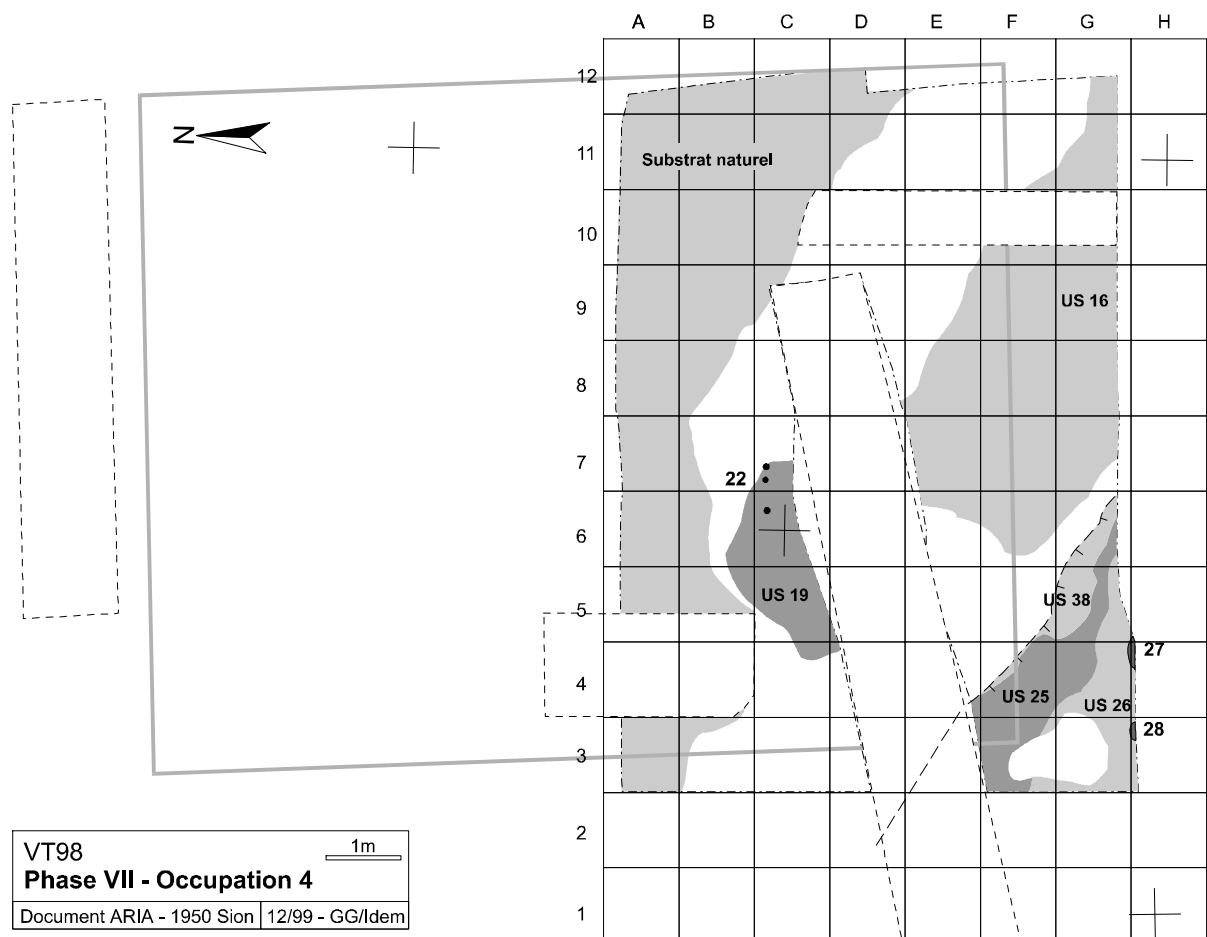 A B C D E F G H
12
N
11
Substrat naturel
10
9
US 16
8
7
22
6
US 19
5
US 38
27
4
US 25
US 26
28
3
2
1
VT98
1m
Phase VII - Occupation 4
Document ARIA - 1950 Sion
12/99 - GG/Idem